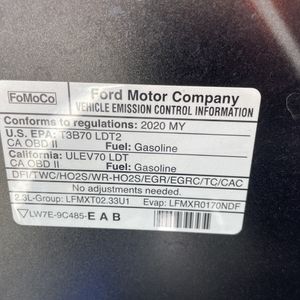 FoMoCo
Ford Motor Company
VEHICLE EMISSION CONTROL INFORMATION
Conforms to regulations: 2020 MY
U.S. EPA: T3B70 LDT2
CA OBD II Fuel: Gasoline
California: ULEV70 LDT
CA OBD II Fuel: Gasoline
DFI/TWC/HO2S/WR-HO2S/EGR/EGRC/TC/CAC
No adjustments needed.
2.3L-Group: LFMXT02.33U1 Evap: LFMXR0170NDF
LW7E-9C485-E A B